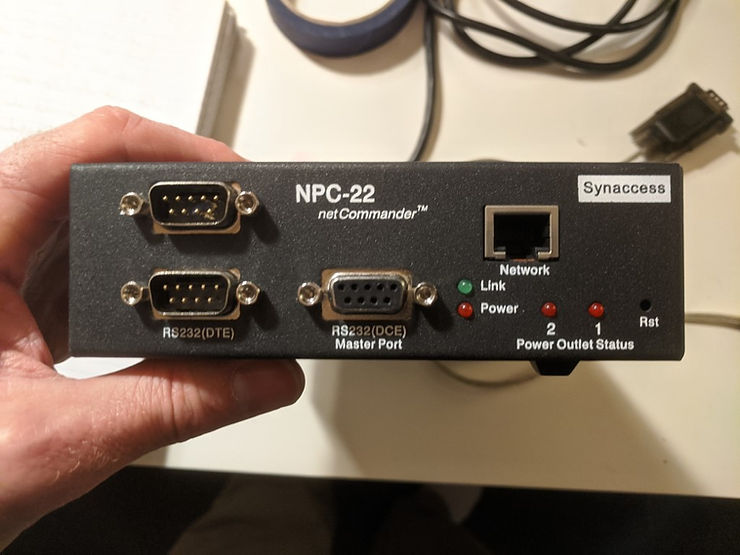 NPC-22
netCommander™
Synaccess
Network
Link
Power
RS232(DTE)
RS232(DCE)
Master Port
2
1
Power Outlet Status
Rst